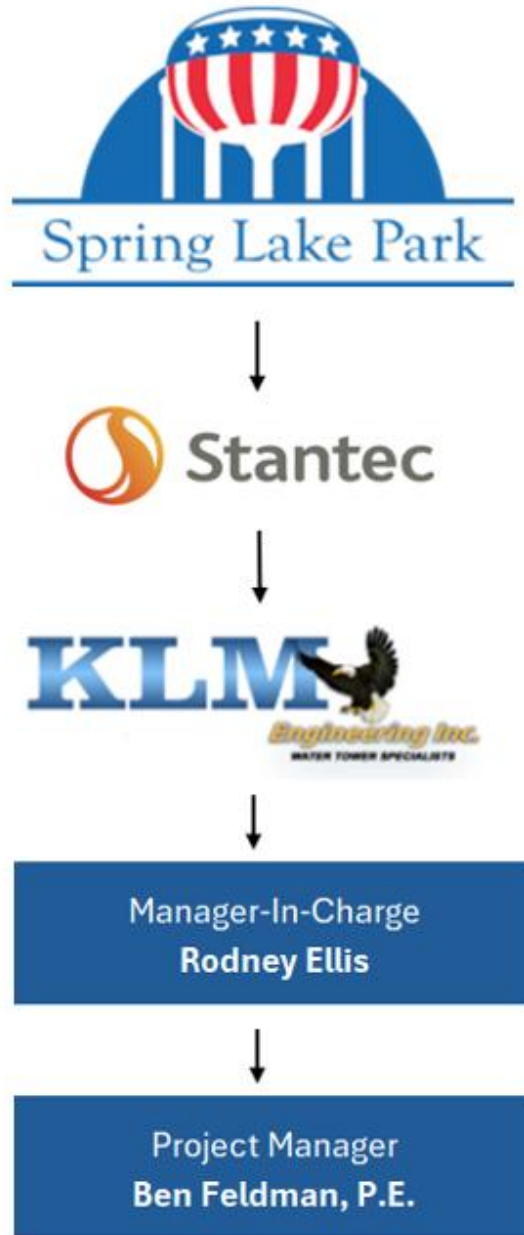 Spring Lake Park
Stantec
KLM
Engineering Inc.
WATER TOWER SPECIALISTS
Manager-In-Charge
Rodney Ellis
Project Manager
Ben Feldman, P.E.